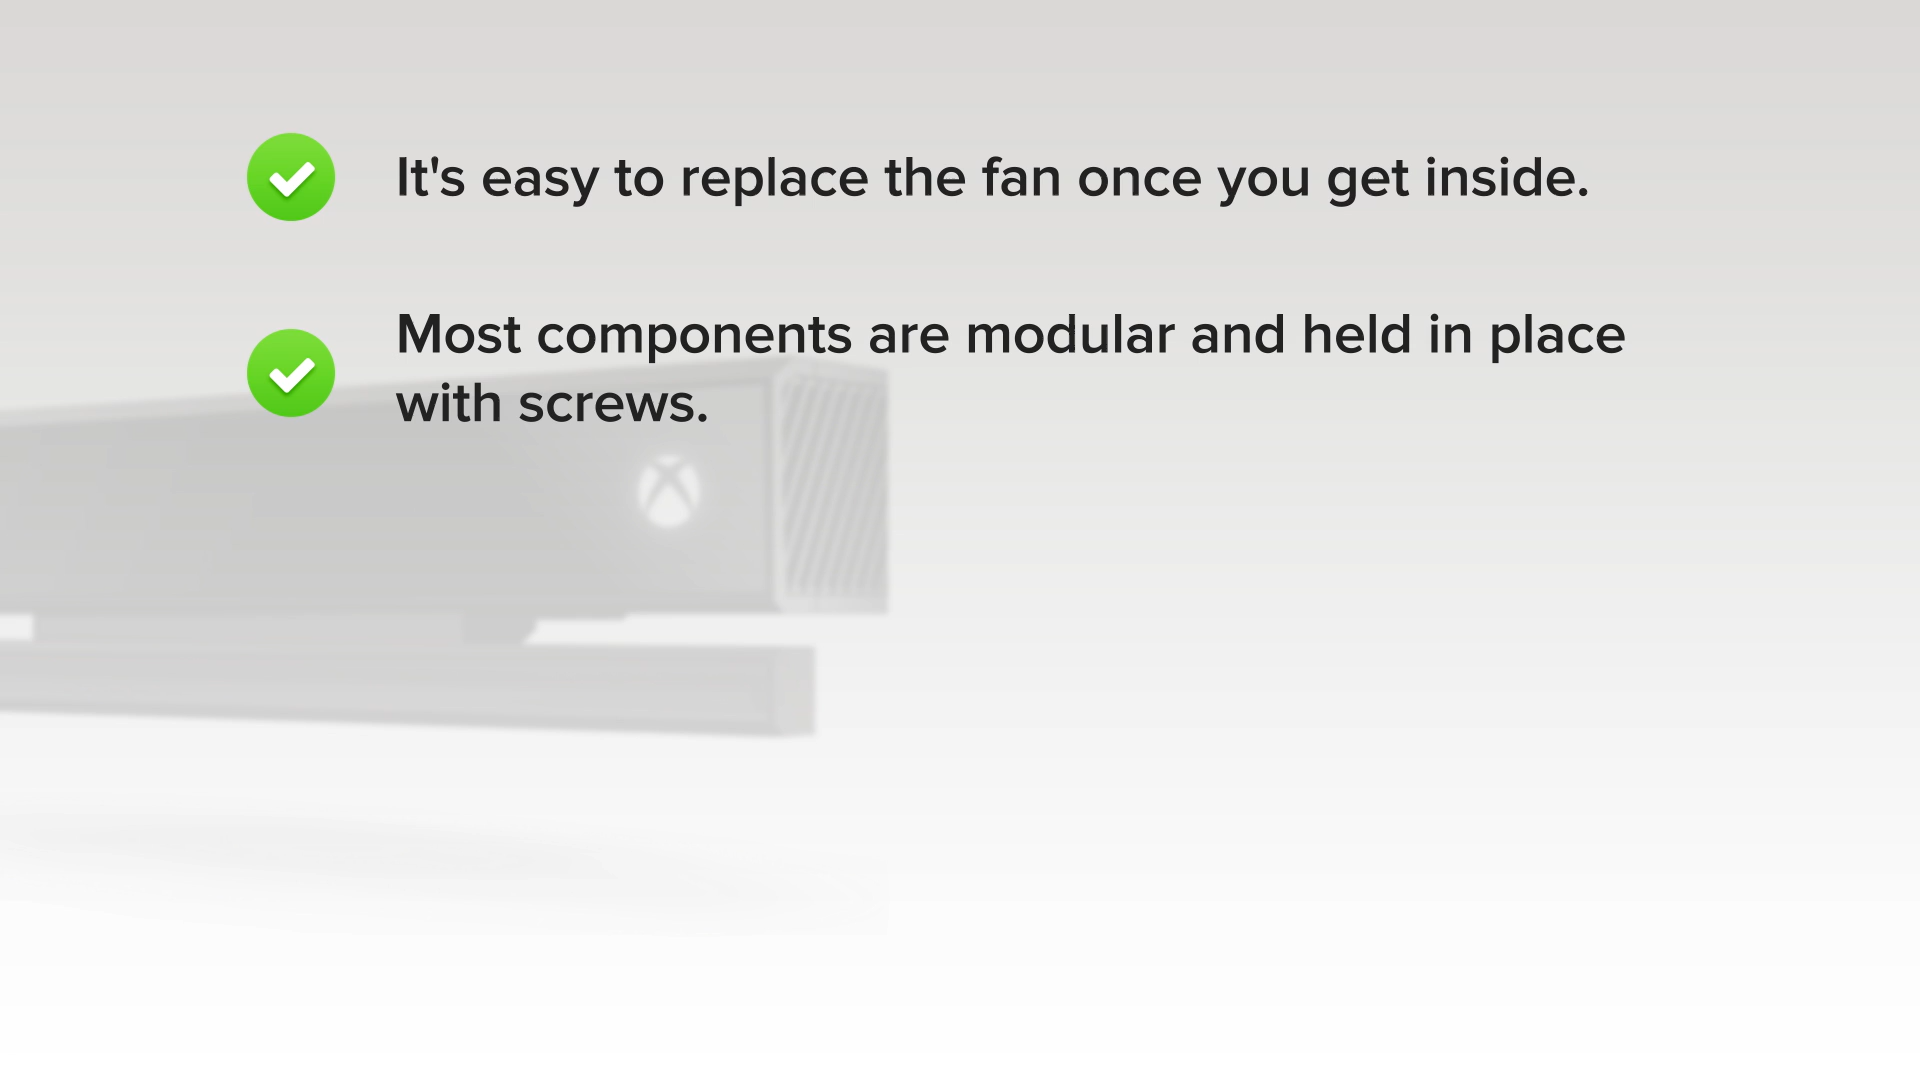 It's easy to replace the fan once you get inside.
Most components are modular and held in place
with screws.